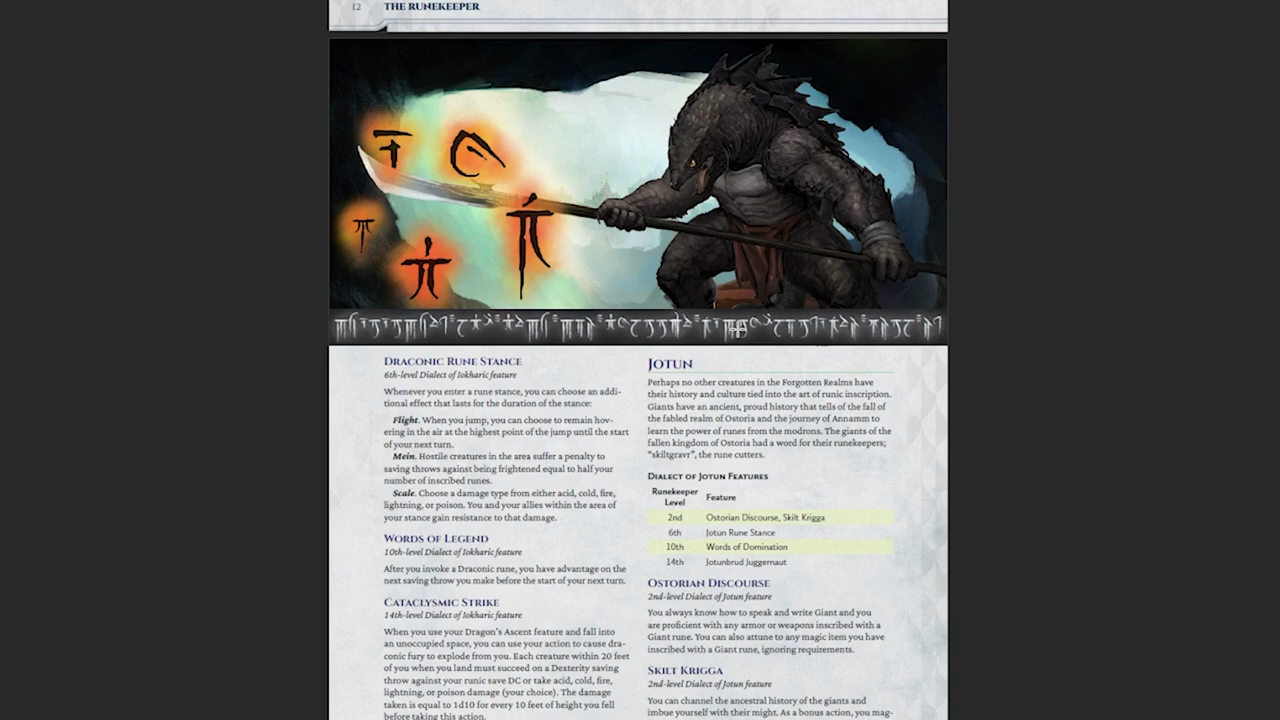 12 THE RUNEKEEPER
DRACONIC RUNE STANCE
6th-level Dialect of Iokharic feature
Whenever you enter a rune stance, you can choose an addi-
tional effect that lasts for the duration of the stance:
Flight. When you jump, you can choose to remain hov-
ering in the air at the highest point of the jump until the start
of your next turn.
Mein. Hostile creatures in the area suffer a penalty to
saving throws against being frightened equal to half your
number of inscribed runes.
Scale. Choose a damage type from either acid, cold, fire,
lightning, or poison. You and your allies within the area of
your stance gain resistance to that damage.
WORDS OF LEGEND
10th-level Dialect of Iokharic feature
After you invoke a Draconic rune, you have advantage on the
next saving throw you make before the start of your next turn.
CATACLYSMIC STRIKE
14th-level Dialect of Iokharic feature
When you use your Dragon's Ascent feature and fall into
an unoccupied space, you can use your action to cause dra-
conic fury to explode from you. Each creature within 20 feet
of you when you land must succeed on a Dexterity saving
throw against your runic save DC or take acid, cold, fire,
lightning, or poison damage (your choice). The damage
taken is equal to 1d10 for every 10 feet of height you fell
before taking this action.
JOTUN
Perhaps no other creatures in the Forgotten Realms have
their history and culture tied into the art of runic inscription.
Giants have an ancient, proud history that tells of the fall of
the fabled realm of Ostoria and the journey of Annamm to
learn the power of runes from the modrons. The giants of the
fallen kingdom of Ostoria had a word for their runekeepers;
"skiltgravr", the rune cutters.
DIALECT OF JOTUN FEATURES
Runekeeper
Level Feature
2nd Ostorian Discourse, Skilt Krigga
6th Jotun Rune Stance
10th Words of Domination
14th Jotunbrud Juggernaut
OSTORIAN DISCOURSE
2nd-level Dialect of Jotun feature
You always know how to speak and write Giant and you
are proficient with any armor or weapons inscribed with a
Giant rune. You can also attune to any magic item you have
inscribed with a Giant rune, ignoring requirements.
SKILT KRIGGA
2nd-level Dialect of Jotun feature
You can channel the ancestral history of the giants and
imbue yourself with their might. As a bonus action, you mag-